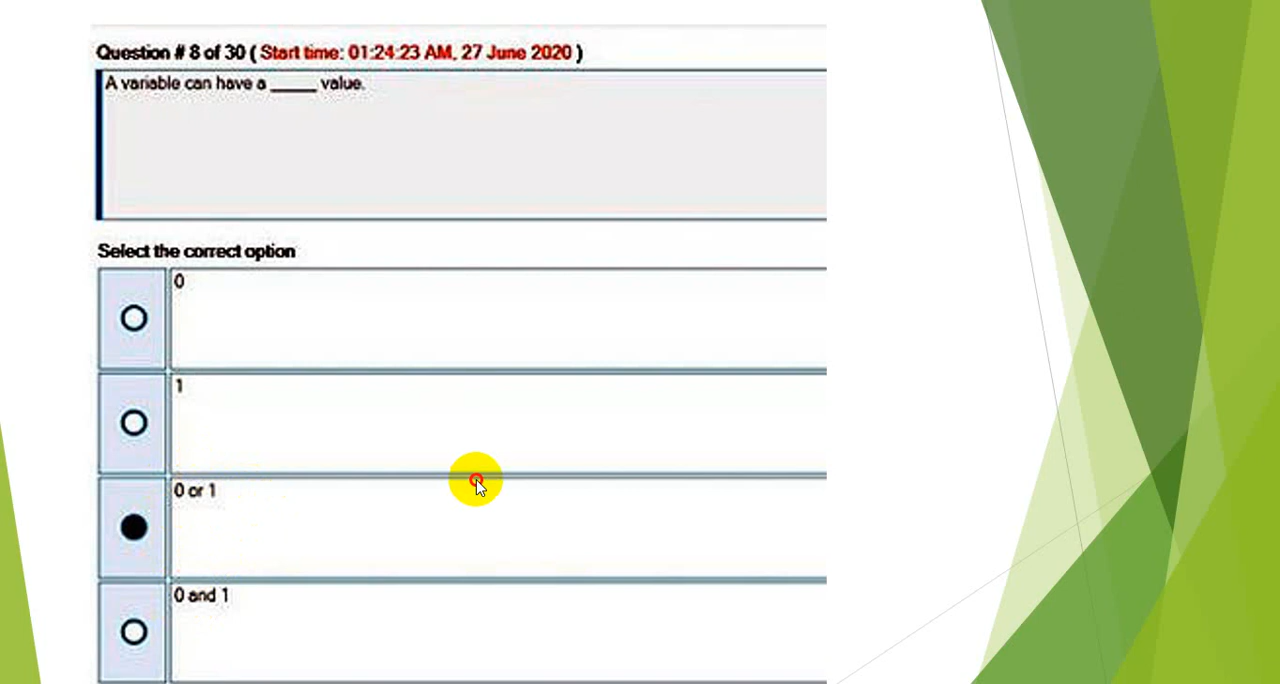 Question # 8 of 30 ( Start time: 01:24:23 AM, 27 June 2020 )
A variable can have a _____ value.
Select the correct option
0
1
0 or 1
0 and 1